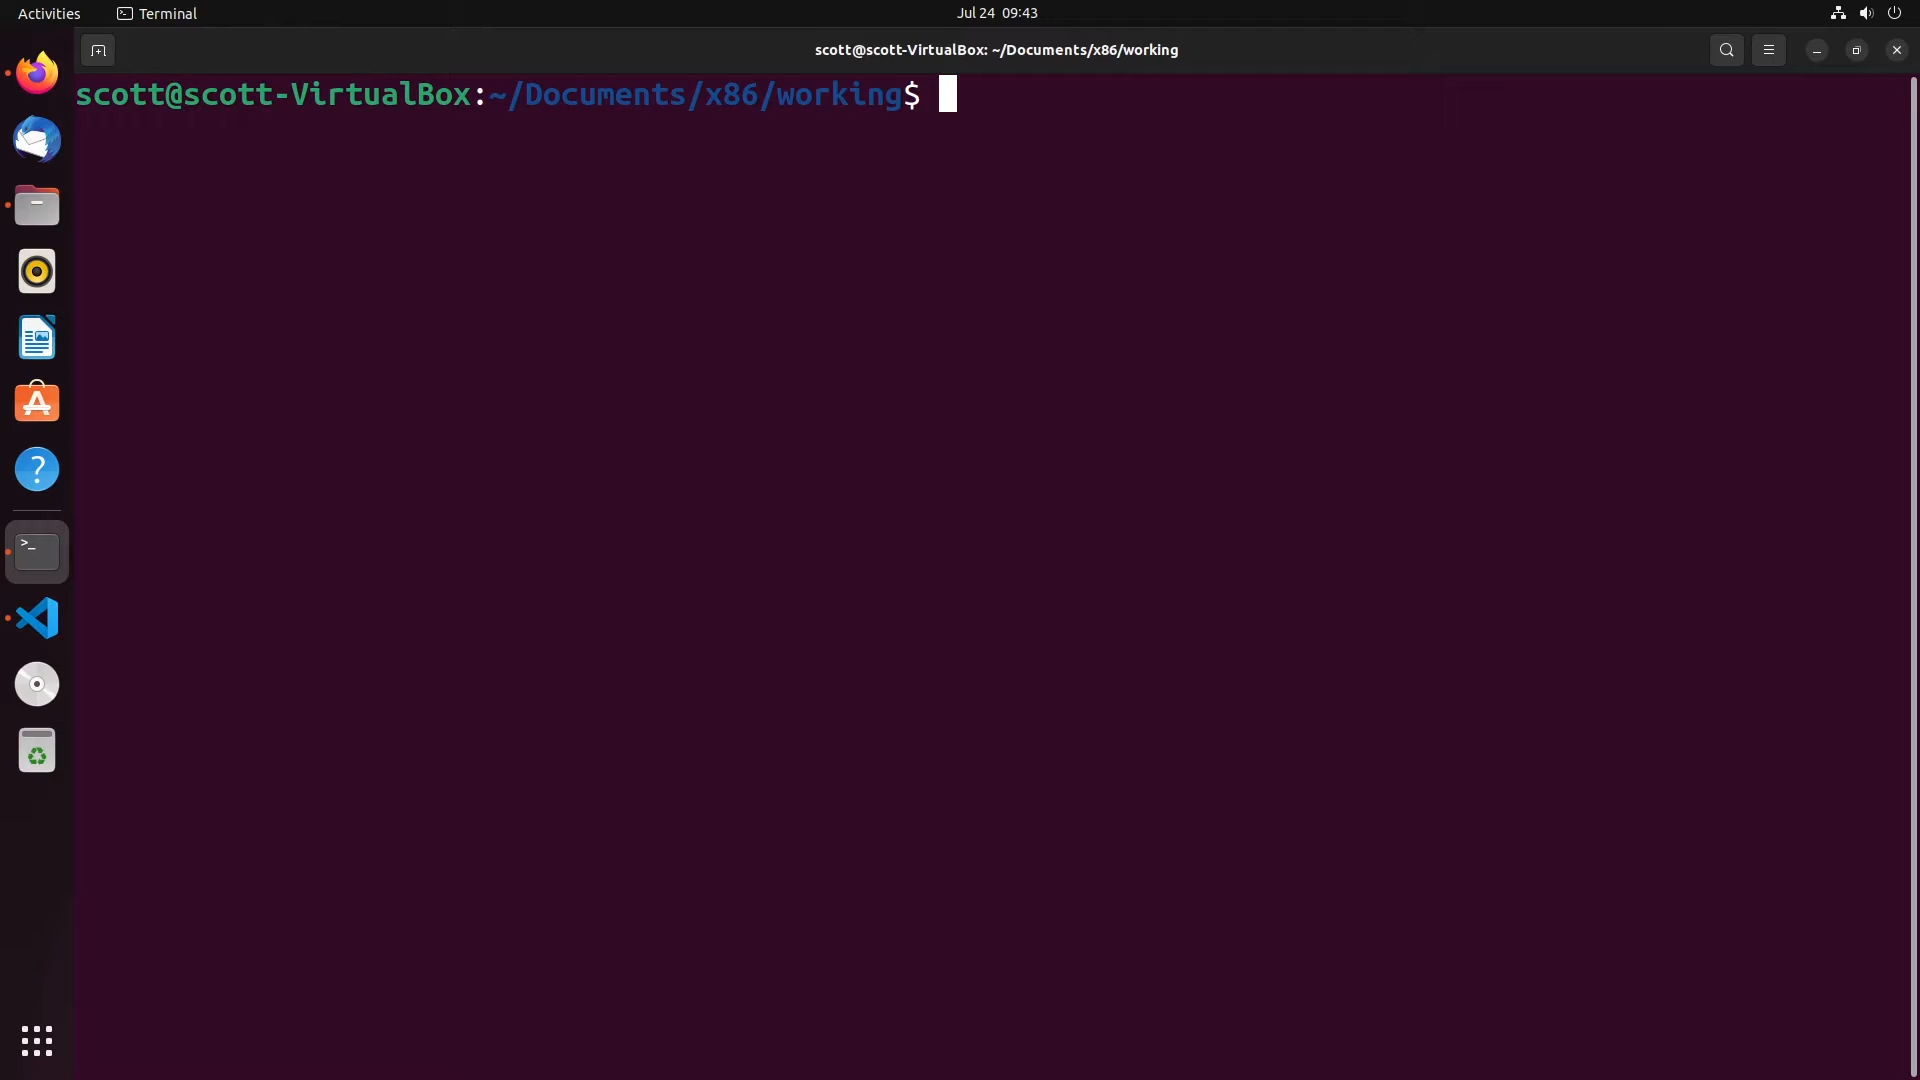 Activities
Terminal
Jul 24 09:43
scott@scott-VirtualBox: ~/Documents/x86/working
scott@scott-VirtualBox:~/Documents/x86/working$